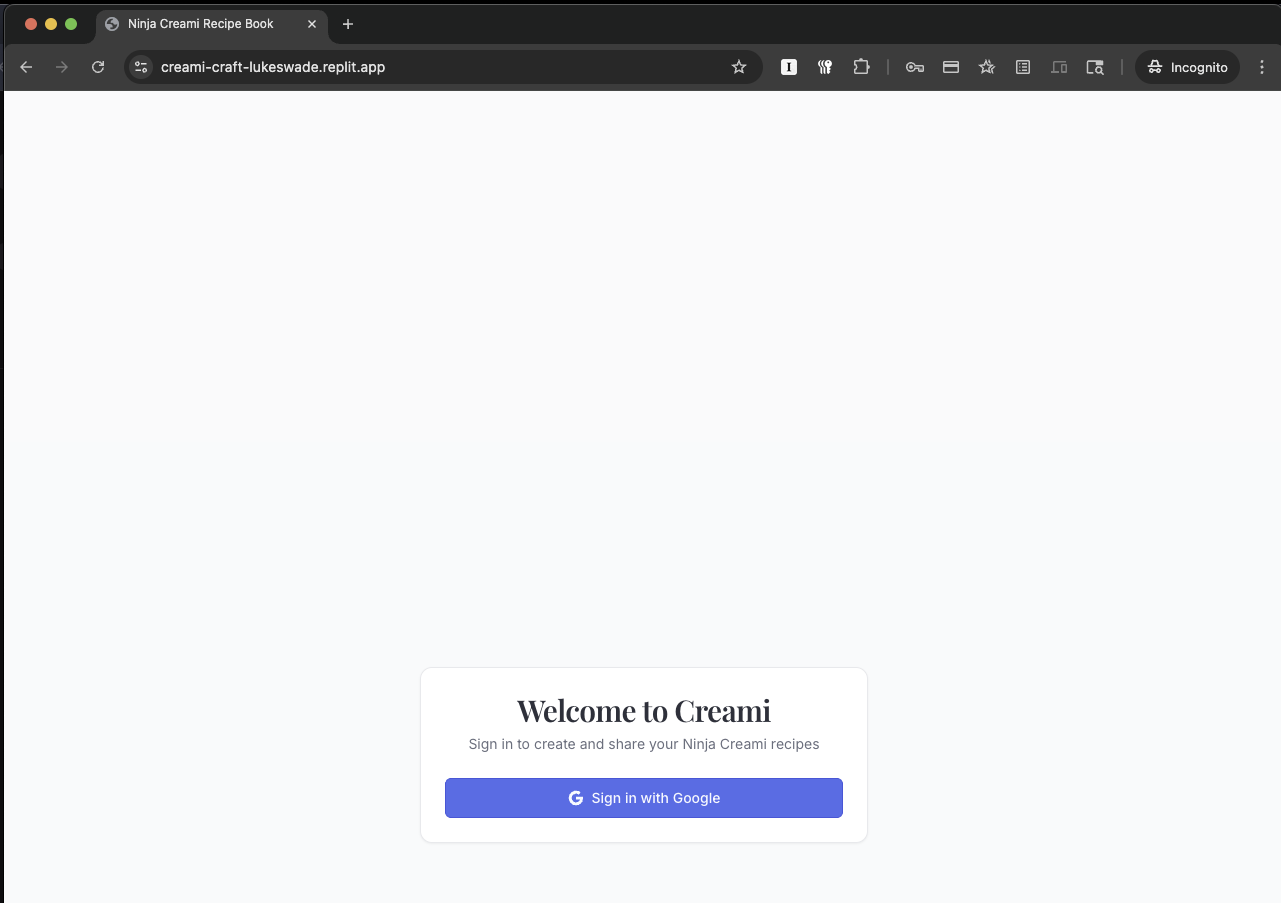 Ninja Creami Recipe Book
creami-craft-lukeswade.replit.app
I
Incognito
Welcome to Creami
Sign in to create and share your Ninja Creami recipes
G Sign in with Google